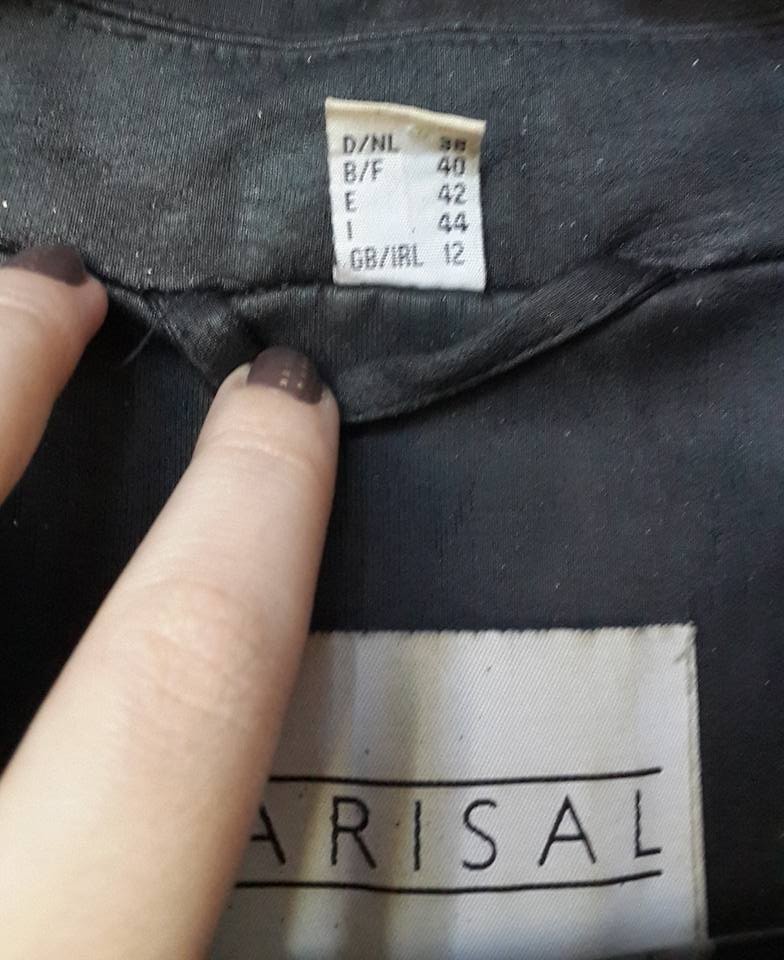 D/NL 38
B/F 40
E 42
I 44
GB/IRL 12
ARISAL